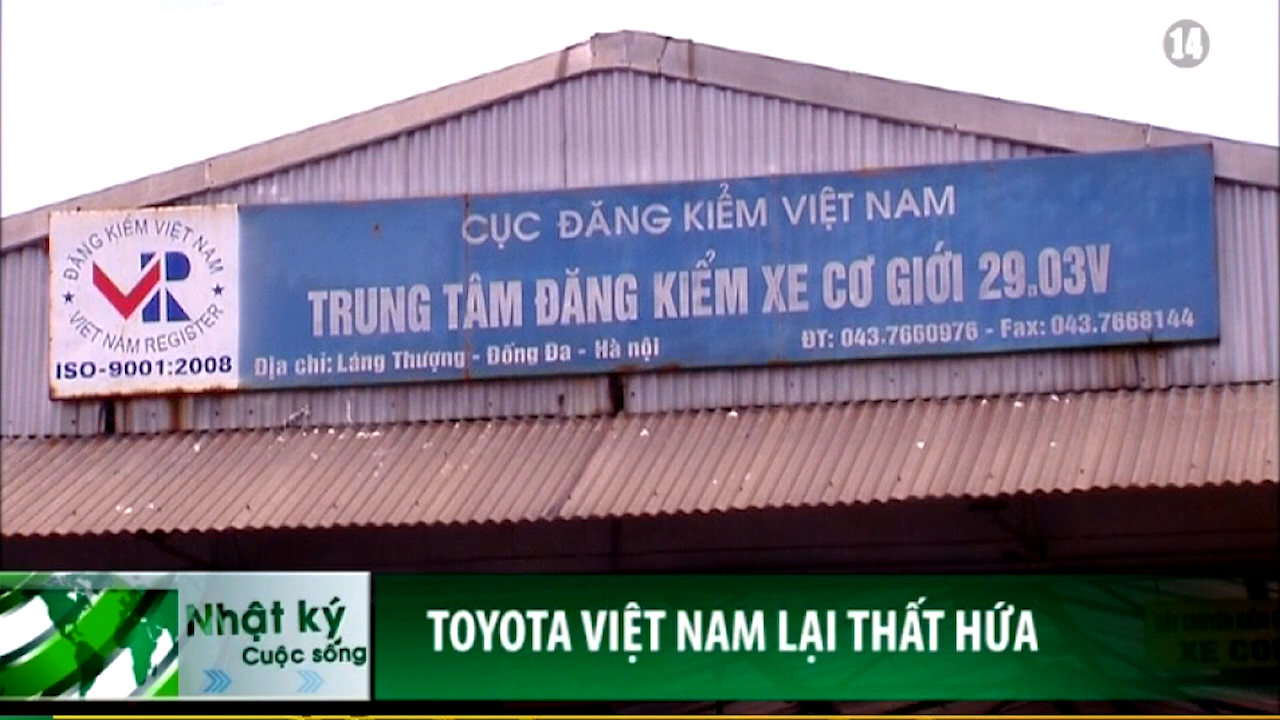 14
CỤC ĐĂNG KIỂM VIỆT NAM
ĐĂNG KIỂM VIỆT NAM
VR
VIET NAM REGISTER
ISO-9001:2008
TRUNG TÂM ĐĂNG KIỂM XE CƠ GIỚI 29.03V
Địa chỉ: Láng Thượng - Đống Đa - Hà nội
ĐT: 043.7660976 - Fax: 043.7668144
Nhật ký
Cuộc sống
TOYOTA VIỆT NAM LẠI THẤT HỨA
XE CO